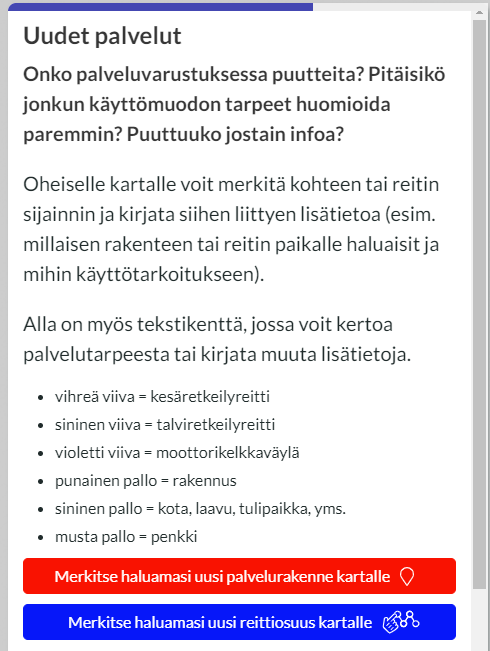 Uudet palvelut
Onko palveluvarustuksessa puutteita? Pitäisikö
jonkun käyttömuodon tarpeet huomioida
paremmin? Puuttuuko jostain infoa?
Oheiselle kartalle voit merkitä kohteen tai reitin
sijainnin ja kirjata siihen liittyen lisätietoa (esim.
millaisen rakenteen tai reitin paikalle haluaisit ja
mihin käyttötarkoitukseen).
Alla on myös tekstikenttä, jossa voit kertoa
palvelutarpeesta tai kirjata muuta lisätietoja.
• vihreä viiva = kesäretkeilyreitti
• sininen viiva = talviretkeilyreitti
• violetti viiva = moottorikelkkaväylä
• punainen pallo = rakennus
• sininen pallo = kota, laavu, tulipaikka, yms.
• musta pallo = penkki
Merkitse haluamasi uusi palvelurakenne kartalle
Merkitse haluamasi uusi reittiosuus kartalle